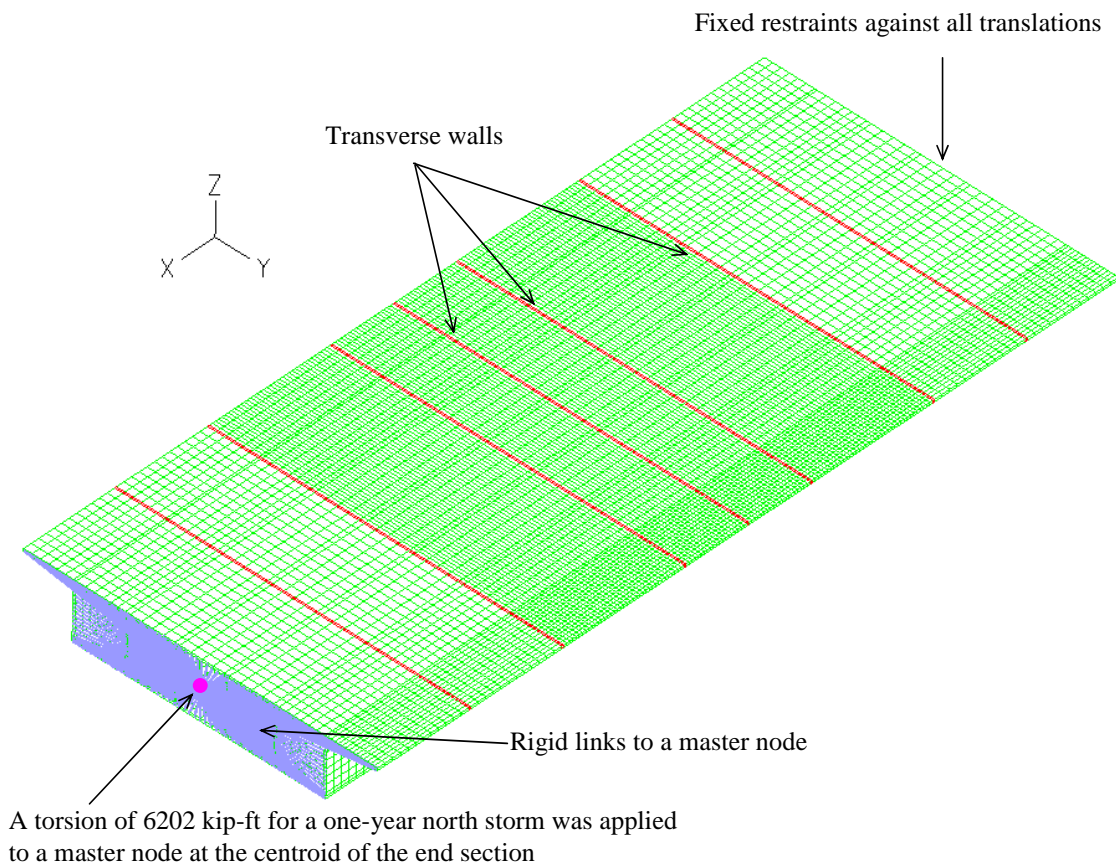 Fixed restraints against all translations
Transverse walls
Z
X
Y
Rigid links to a master node
A torsion of 6202 kip-ft for a one-year north storm was applied
to a master node at the centroid of the end section